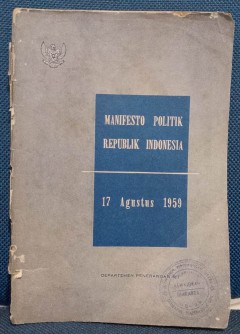 MANIFESTO POLITIK
REPUBLIK INDONESIA
17 Agustus 1959
DEPARTEMEN PENERANGAN R.I.